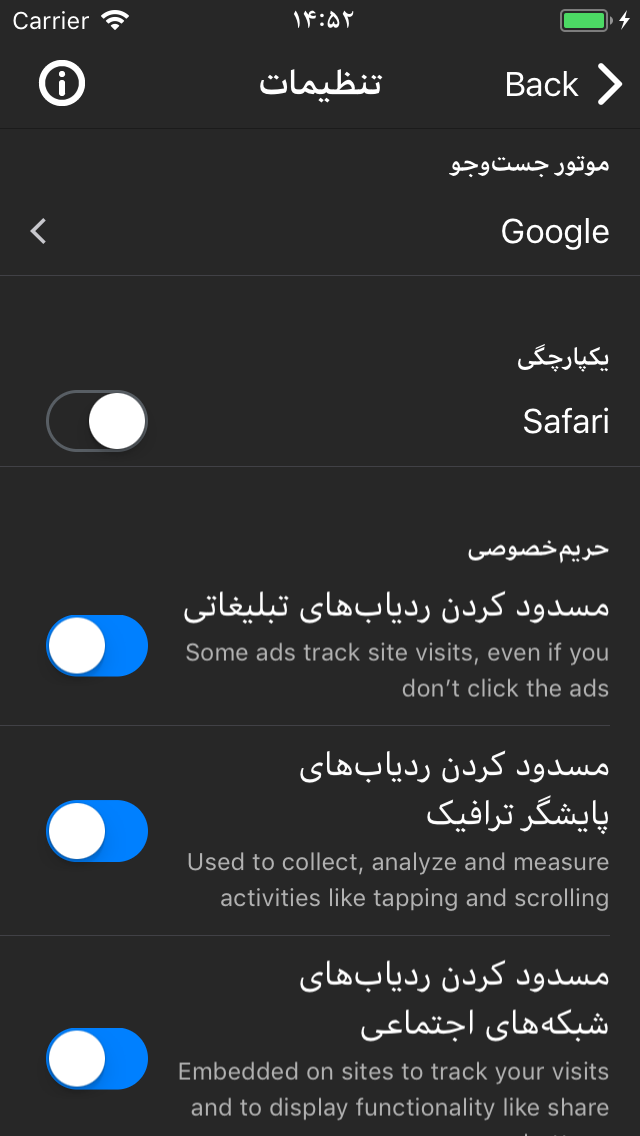 Carrier
۱۴:۵۲
تنظیمات
Back
موتور جست‌وجو
Google
یکپارچگی
Safari
حریم‌خصوصی
مسدود کردن ردیاب‌های تبلیغاتی
Some ads track site visits, even if you
don’t click the ads
مسدود کردن ردیاب‌های
پایشگر ترافیک
Used to collect, analyze and measure
activities like tapping and scrolling
مسدود کردن ردیاب‌های
شبکه‌های اجتماعی
Embedded on sites to track your visits
and to display functionality like share